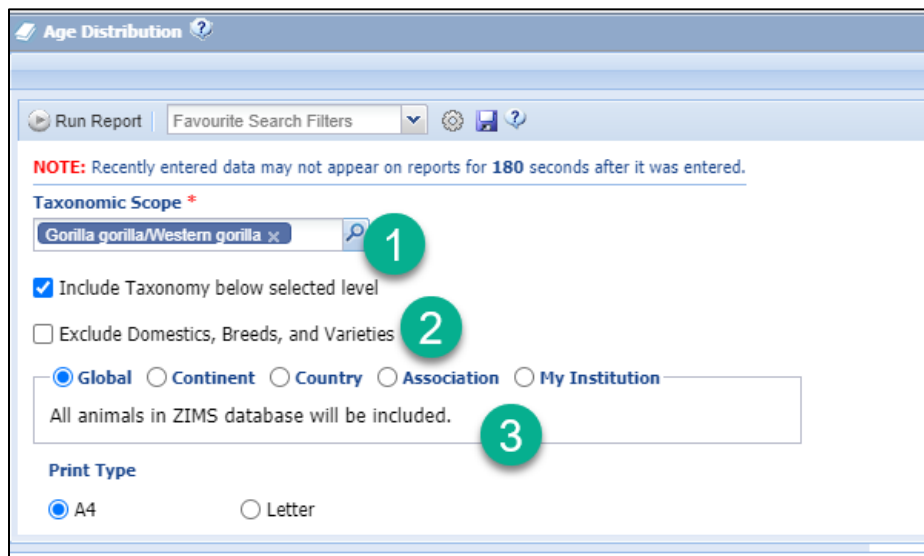 Age Distribution
Run Report Favourite Search Filters
NOTE: Recently entered data may not appear on reports for 180 seconds after it was entered.
Taxonomic Scope *
Gorilla gorilla/Western gorilla x
1
Include Taxonomy below selected level
Exclude Domestics, Breeds, and Varieties
2
Global Continent Country Association My Institution
All animals in ZIMS database will be included.
3
Print Type
A4 Letter